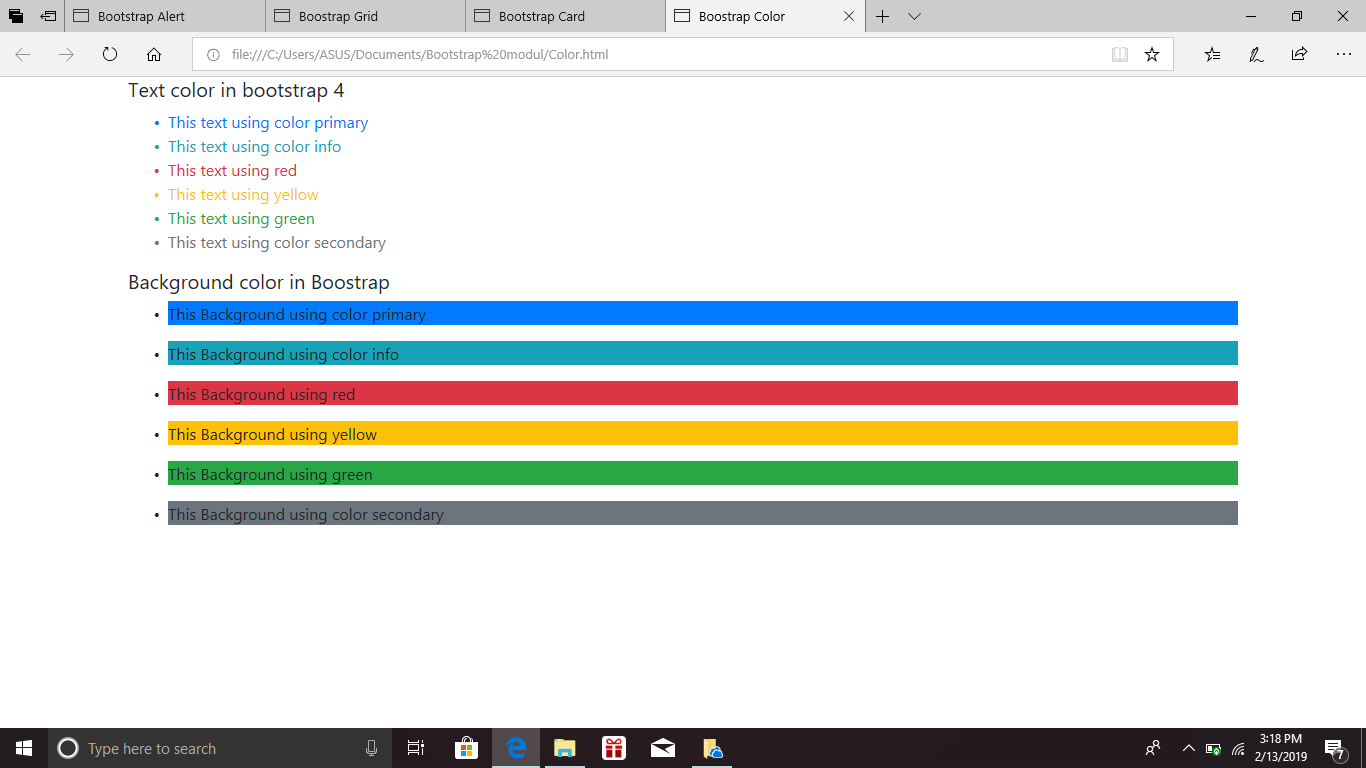 Bootstrap Alert
Boostrap Grid
Bootstrap Card
Boostrap Color
file:///C:/Users/ASUS/Documents/Bootstrap%20modul/Color.html
Text color in bootstrap 4
• This text using color primary
• This text using color info
• This text using red
• This text using yellow
• This text using green
• This text using color secondary
Background color in Boostrap
• This Background using color primary
• This Background using color info
• This Background using red
• This Background using yellow
• This Background using green
• This Background using color secondary
Type here to search
3:18 PM
2/13/2019
7